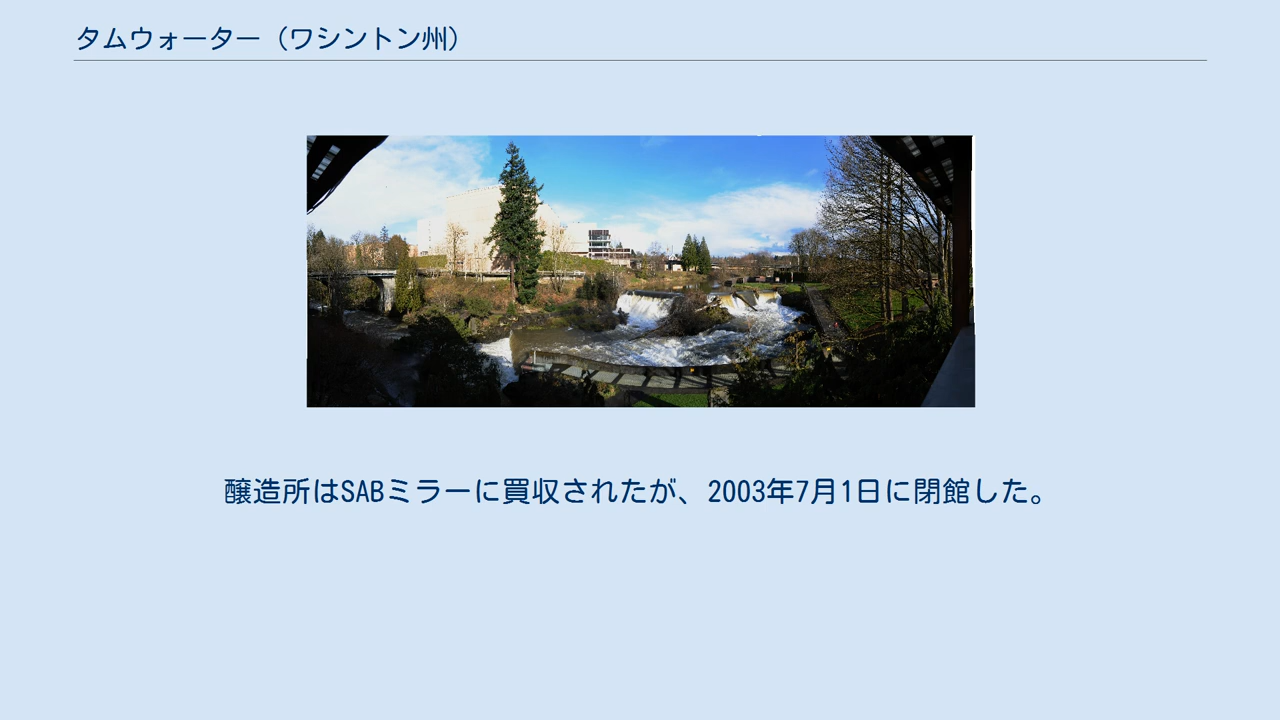 タムウォーター（ワシントン州）
醸造所はSABミラーに買収されたが、2003年7月1日に閉館した。